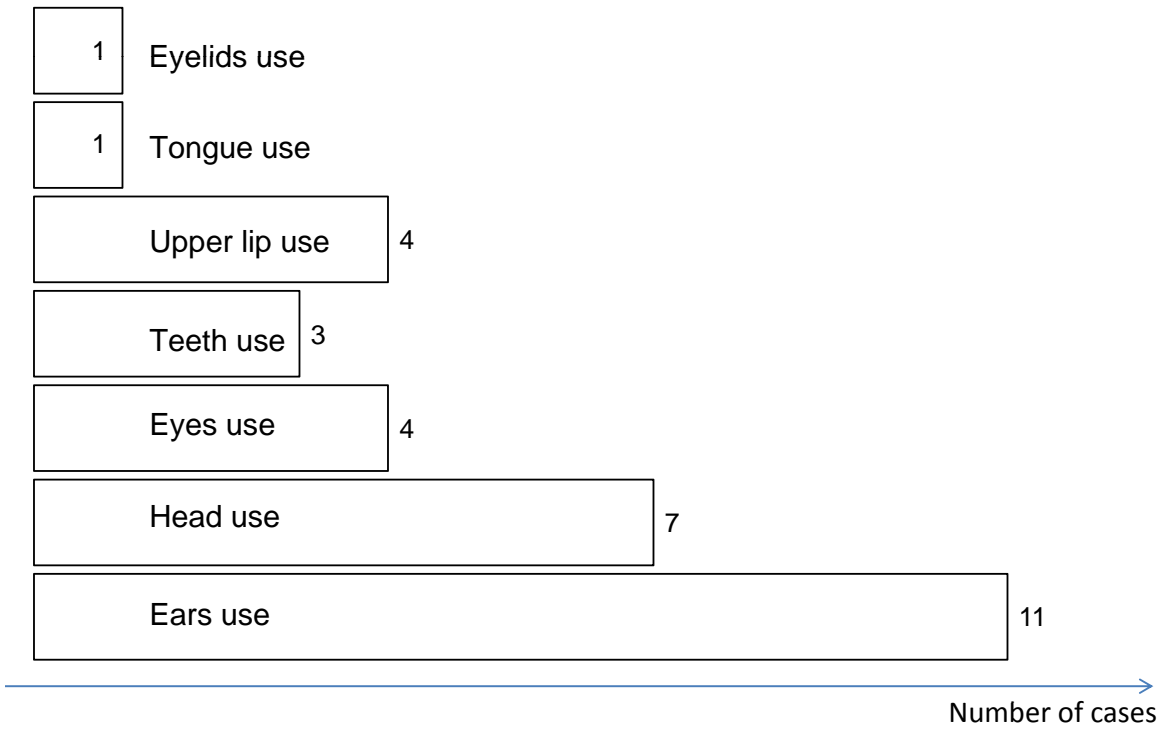 1 Eyelids use
1 Tongue use
Upper lip use 4
Teeth use 3
Eyes use 4
Head use 7
Ears use 11
Number of cases